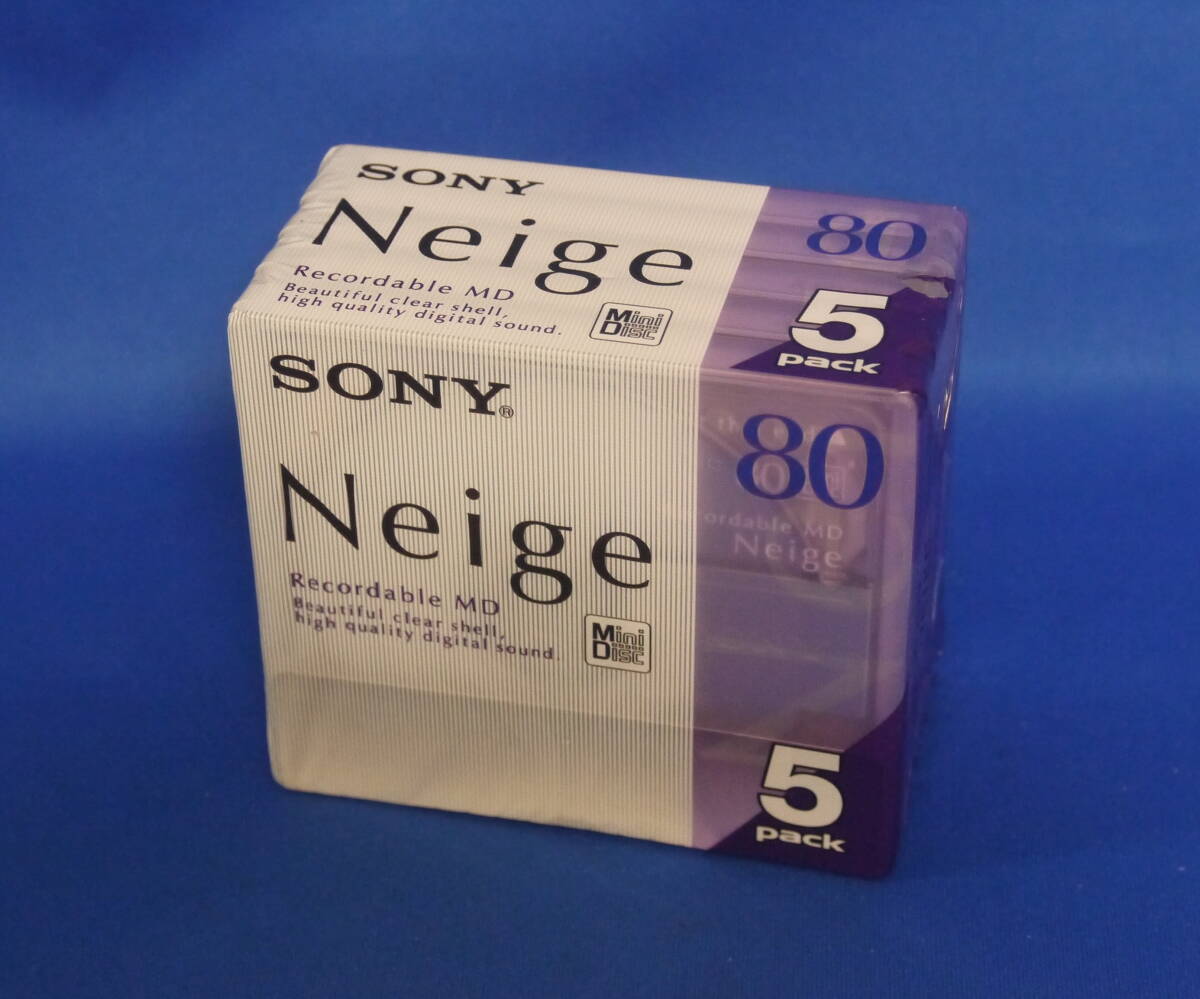 SONY
Neige
80
Recordable MD
Beautiful clear shell,
high quality digital sound.
Mini
Disc
5
pack
SONY®
Neige
80
Recordable MD
Beautiful clear shell,
high quality digital sound.
Mini
Disc
MD
Neige
5
pack